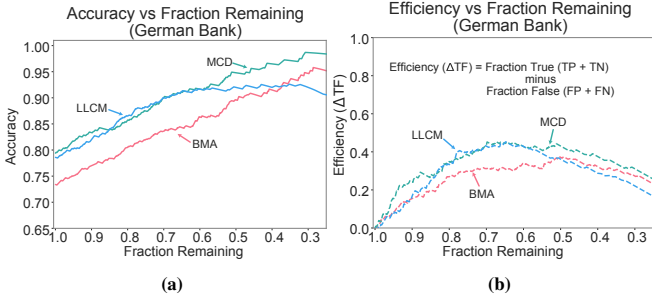 Accuracy vs Fraction Remaining
(German Bank)
1.00
0.95
0.90
0.85
0.80
0.75
0.70
0.65
Accuracy
MCD
LLCM
BMA
1.0
0.9
0.8
0.7
0.6
0.5
0.4
0.3
Fraction Remaining
(a)
Efficiency vs Fraction Remaining
(German Bank)
1.0
0.8
0.6
0.4
0.2
0.0
Efficiency (Δ TF)
Efficiency (ΔTF) = Fraction True (TP + TN)
minus
Fraction False (FP + FN)
MCD
LLCM
BMA
1.0
0.9
0.8
0.7
0.6
0.5
0.4
0.3
Fraction Remaining
(b)